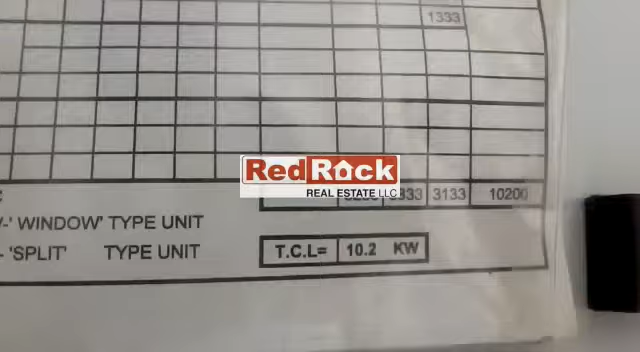 1333
RedRock
REAL ESTATE LLC
3133 10200
' WINDOW' TYPE UNIT
- 'SPLIT' TYPE UNIT
T.C.L= 10.2 KW